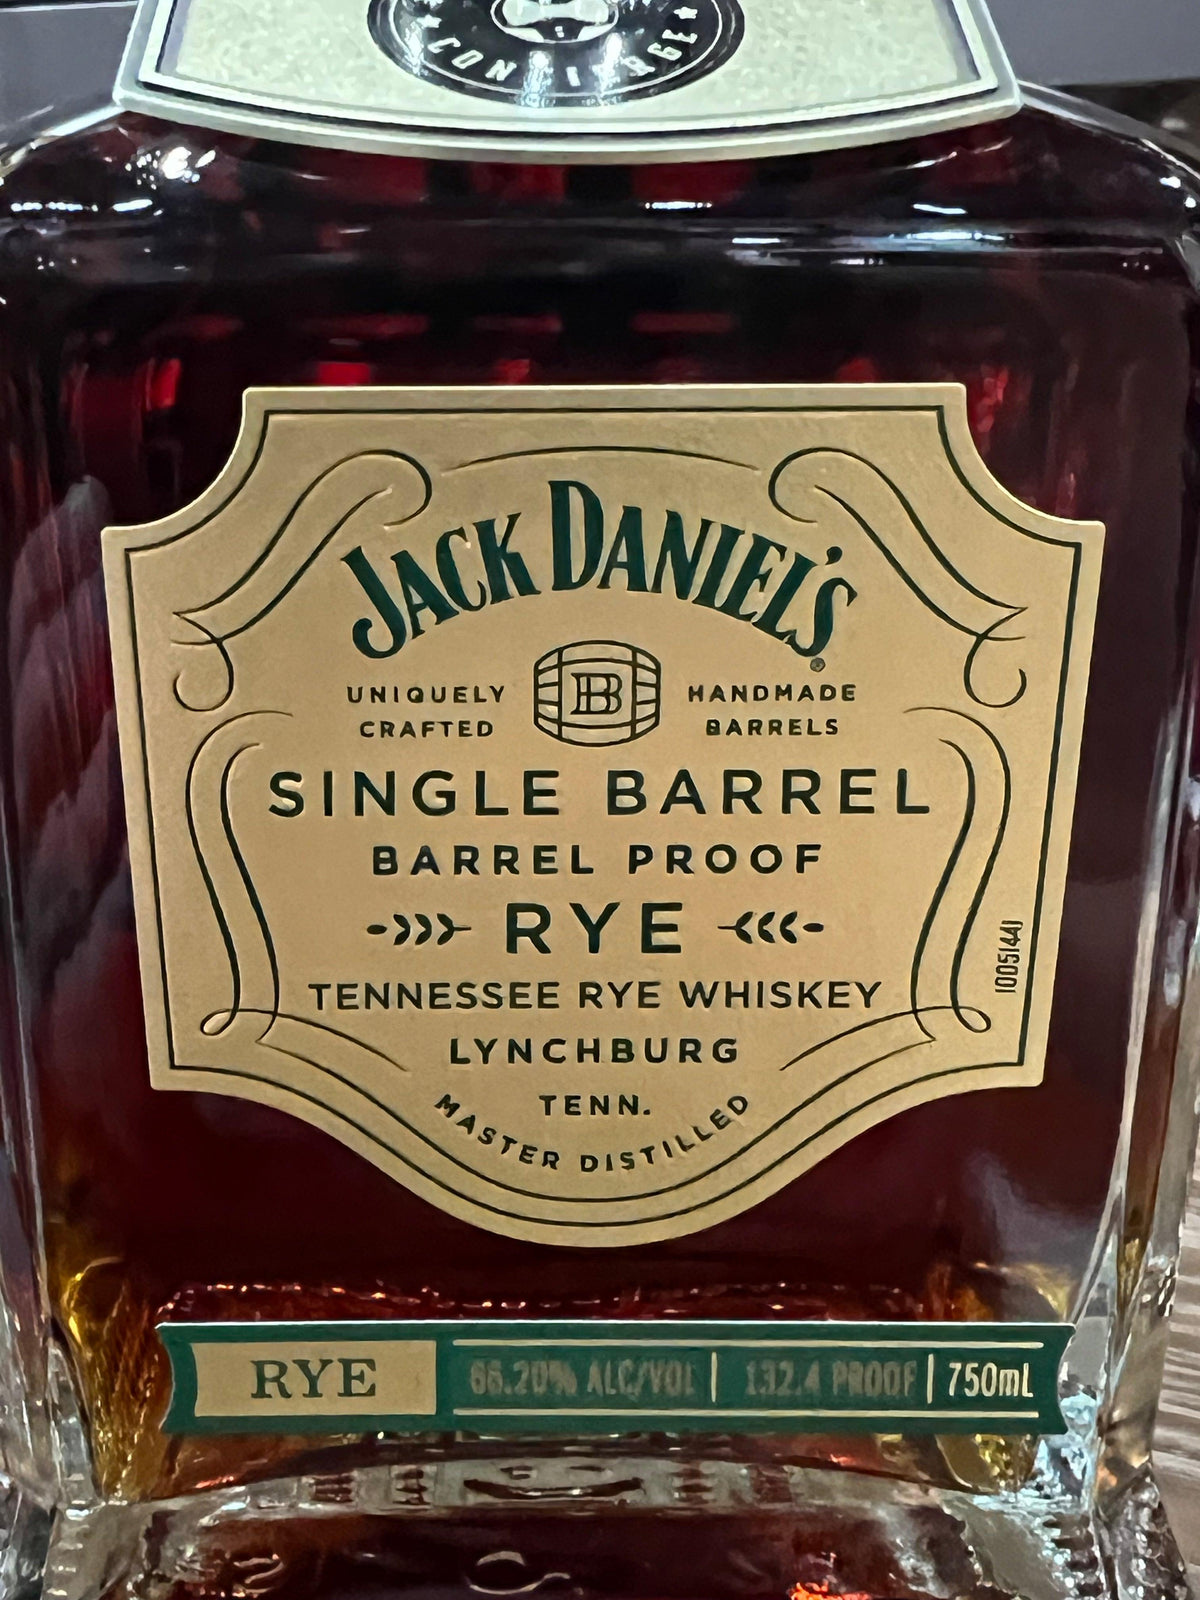 JACK DANIEL'S
UNIQUELY
CRAFTED
B
HANDMADE
BARRELS
SINGLE BARREL
BARREL PROOF
RYE
TENNESSEE RYE WHISKEY
LYNCHBURG
TENN.
MASTER DISTILLED
10051441
RYE
66.20% ALC/VOL | 132.4 PROOF | 750mL